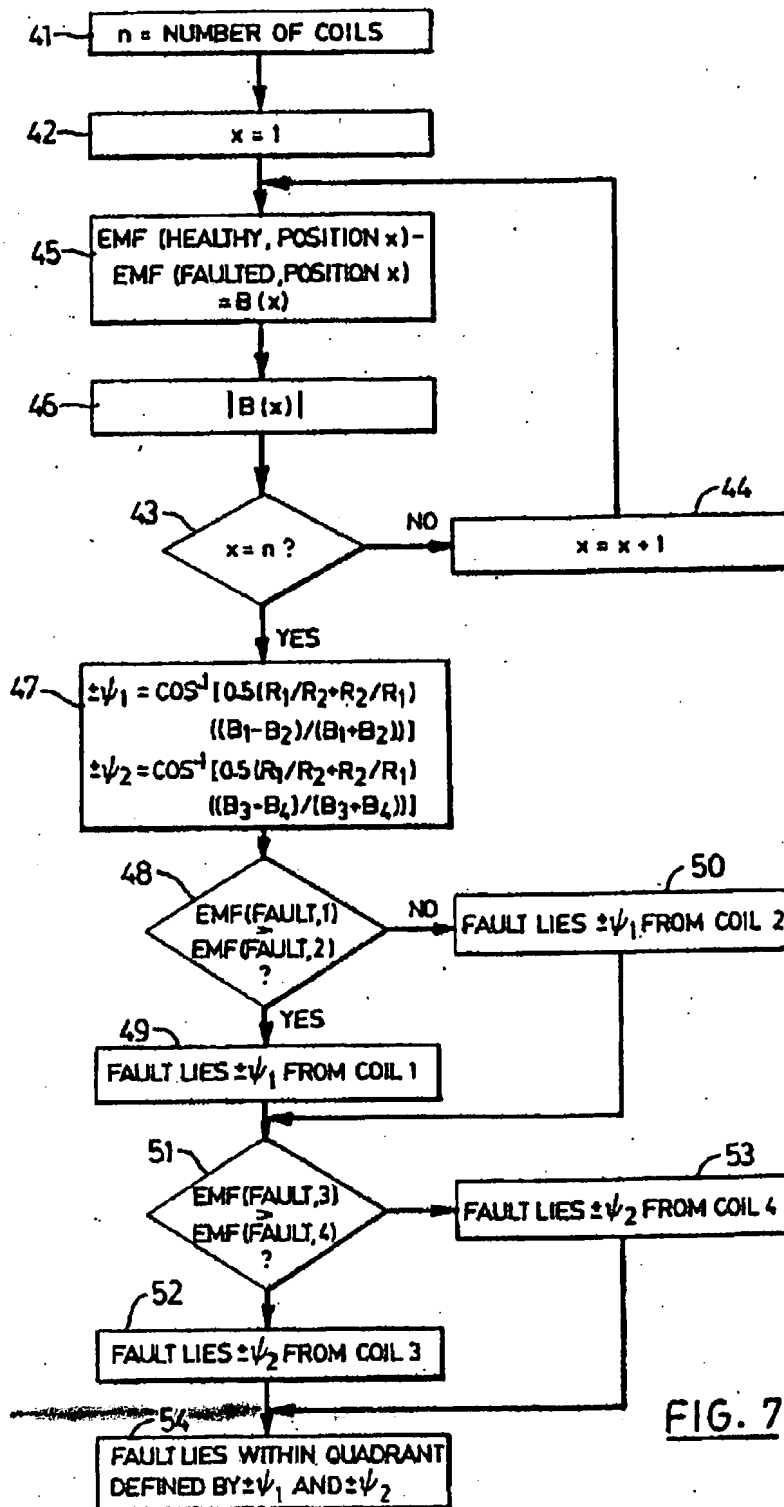 41
n = NUMBER OF COILS
42
x = 1
45
EMF (HEALTHY, POSITION x) -
EMF (FAULTED, POSITION x)
= B (x)
46
|B(x)|
43
x = n ?
NO
44
x = x + 1
YES
47
±ψ₁ = COS⁻¹ [0.5(R₁/R₂+R₂/R₁)
((B₁-B₂)/(B₁+B₂))]
±ψ₂ = COS⁻¹ [0.5(R₁/R₂+R₂/R₁)
((B₃-B₄)/(B₃+B₄))]
48
EMF(FAULT,1)
>
EMF(FAULT,2)
?
NO
50
FAULT LIES ±ψ₁ FROM COIL 2
YES
49
FAULT LIES ±ψ₁ FROM COIL 1
51
EMF(FAULT,3)
>
EMF(FAULT,4)
?
53
FAULT LIES ±ψ₂ FROM COIL 4
52
FAULT LIES ±ψ₂ FROM COIL 3
54
FAULT LIES WITHIN QUADRANT
DEFINED BY ±ψ₁ AND ±ψ₂
FIG. 7